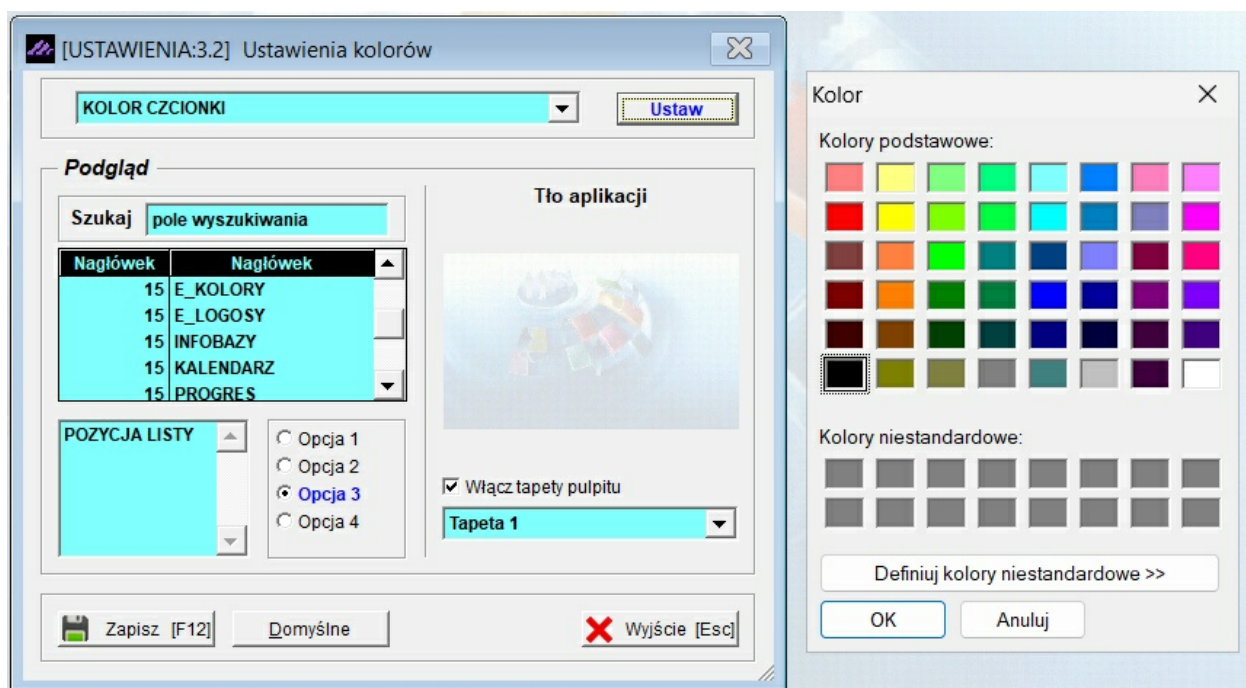 [USTAWIENIA:3.2] Ustawienia kolorów
KOLOR CZCIONKI
Ustaw
Podgląd
Szukaj pole wyszukiwania
Nagłówek Nagłówek
15 E_KOLORY
15 E_LOGOSY
15 INFOBAZY
15 KALENDARZ
15 PROGRES
POZYCJA LISTY
Opcja 1
Opcja 2
Opcja 3
Opcja 4
Tło aplikacji
Włącz tapety pulpitu
Tapeta 1
Zapisz [F12]
Domyślne
Wyjście [Esc]
Kolor
Kolory podstawowe:
Kolory niestandardowe:
Definiuj kolory niestandardowe >>
OK
Anuluj